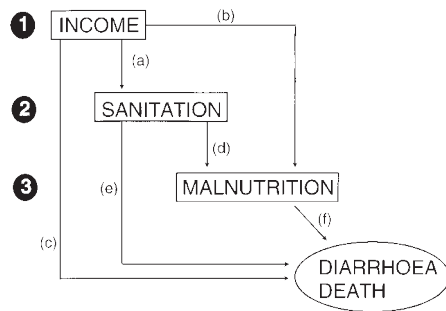 1 INCOME (b)
(a)
2 SANITATION
(d)
3 (e) MALNUTRITION
(c) (f)
DIARRHOEA
DEATH